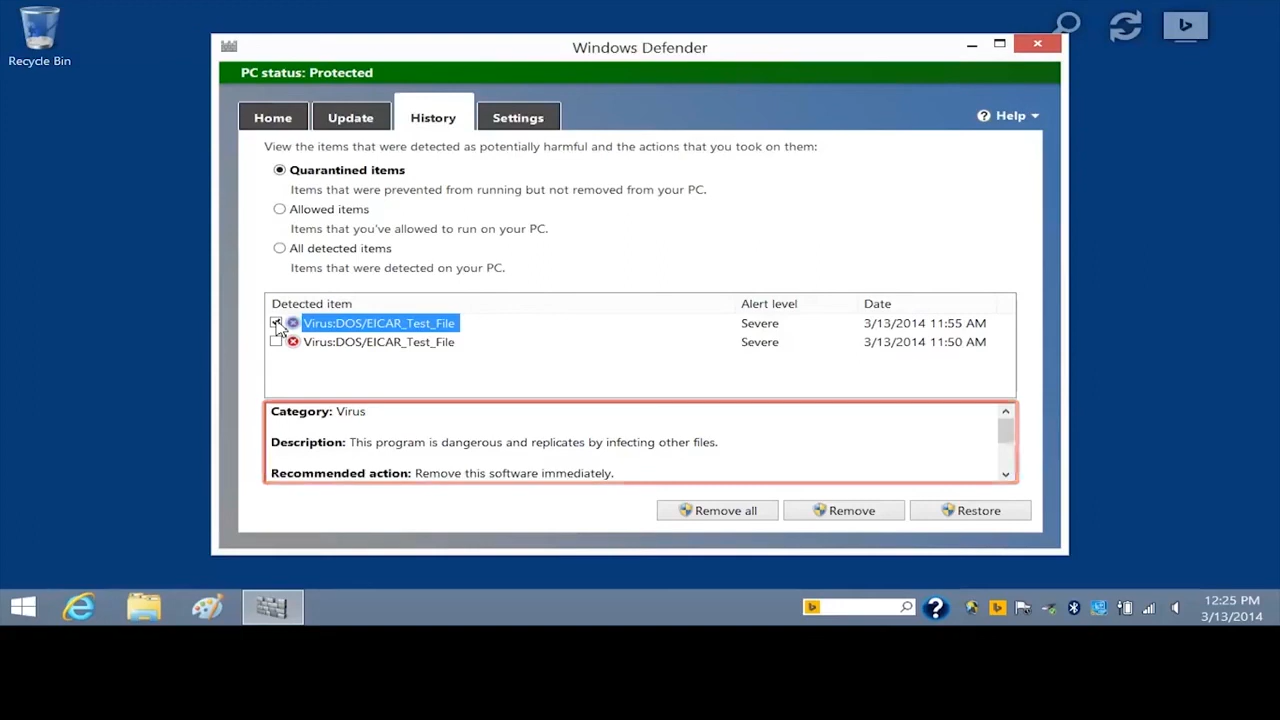 Recycle Bin
Windows Defender
PC status: Protected
Home Update History Settings Help
View the items that were detected as potentially harmful and the actions that you took on them:
Quarantined items
Items that were prevented from running but not removed from your PC.
Allowed items
Items that you've allowed to run on your PC.
All detected items
Items that were detected on your PC.
Detected item Alert level Date
Virus:DOS/EICAR_Test_File Severe 3/13/2014 11:55 AM
Virus:DOS/EICAR_Test_File Severe 3/13/2014 11:50 AM
Category: Virus
Description: This program is dangerous and replicates by infecting other files.
Recommended action: Remove this software immediately.
Remove all Remove Restore
12:25 PM
3/13/2014